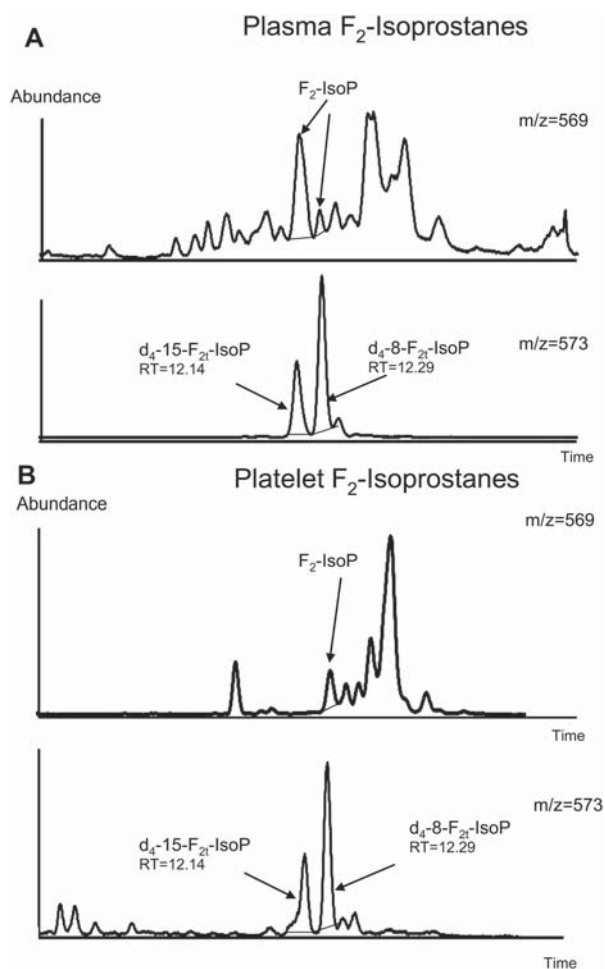 A
Plasma F₂-Isoprostanes
Abundance
F₂-IsoP
m/z=569
m/z=573
d₄-15-F₂ₜ-IsoP
RT=12.14
d₄-8-F₂ₜ-IsoP
RT=12.29
Time
B
Platelet F₂-Isoprostanes
Abundance
m/z=569
F₂-IsoP
Time
m/z=573
d₄-15-F₂ₜ-IsoP
RT=12.14
d₄-8-F₂ₜ-IsoP
RT=12.29
Time